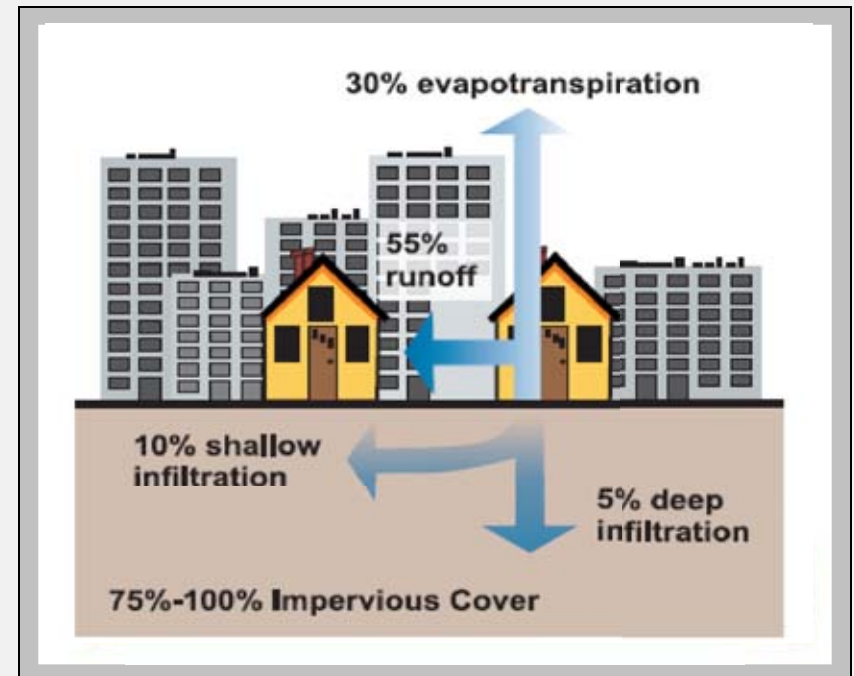 30% evapotranspiration
55%
runoff
10% shallow
infiltration
5% deep
infiltration
75%-100% Impervious Cover